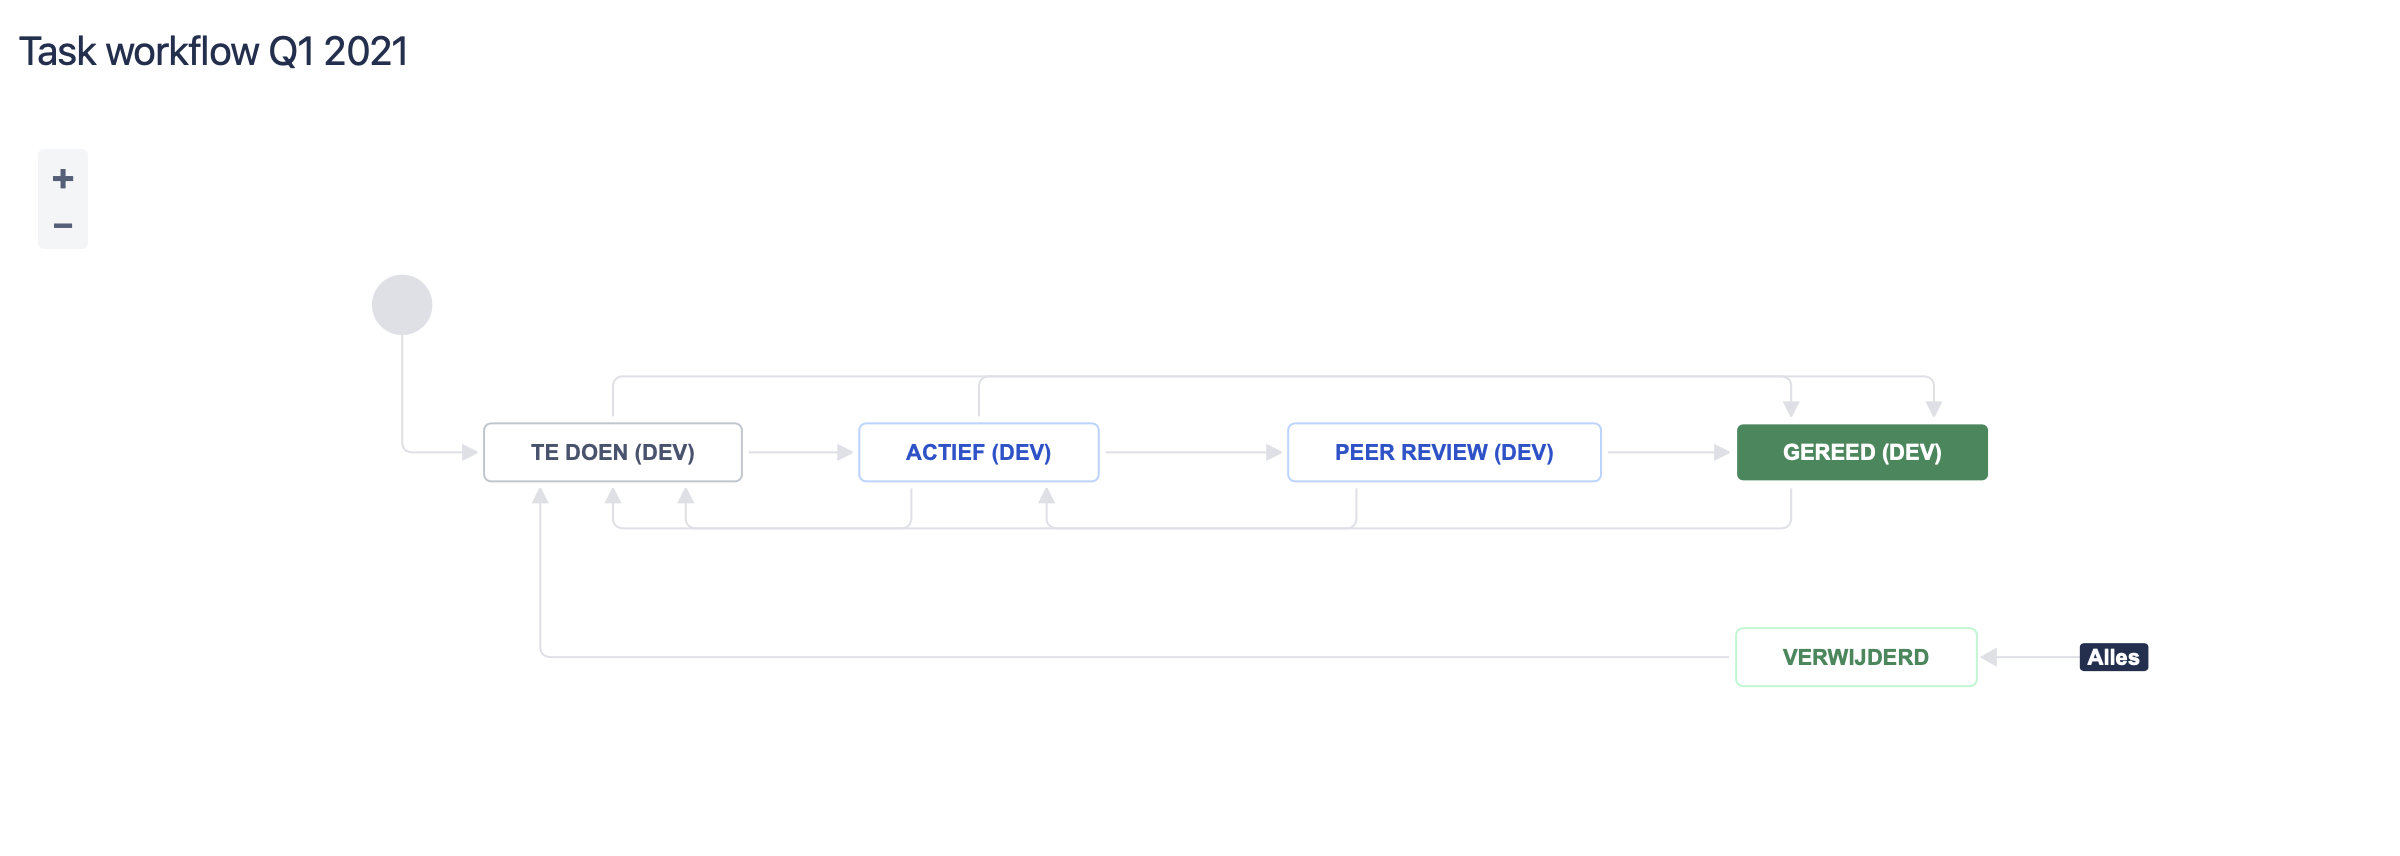 Task workflow Q1 2021
+
−
TE DOEN (DEV)
ACTIEF (DEV)
PEER REVIEW (DEV)
GEREED (DEV)
VERWIJDERD
Alles